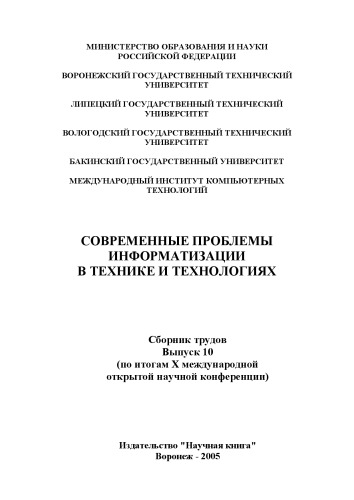 МИНИСТЕРСТВО ОБРАЗОВАНИЯ И НАУКИ
РОССИЙСКОЙ ФЕДЕРАЦИИ
ВОРОНЕЖСКИЙ ГОСУДАРСТВЕННЫЙ ТЕХНИЧЕСКИЙ
УНИВЕРСИТЕТ
ЛИПЕЦКИЙ ГОСУДАРСТВЕННЫЙ ТЕХНИЧЕСКИЙ
УНИВЕРСИТЕТ
ВОЛОГОДСКИЙ ГОСУДАРСТВЕННЫЙ ТЕХНИЧЕСКИЙ
УНИВЕРСИТЕТ
БАКИНСКИЙ ГОСУДАРСТВЕННЫЙ УНИВЕРСИТЕТ
МЕЖДУНАРОДНЫЙ ИНСТИТУТ КОМПЬЮТЕРНЫХ
ТЕХНОЛОГИЙ
СОВРЕМЕННЫЕ ПРОБЛЕМЫ
ИНФОРМАТИЗАЦИИ
В ТЕХНИКЕ И ТЕХНОЛОГИЯХ
Сборник трудов
Выпуск 10
(по итогам X международной
открытой научной конференции)
Издательство "Научная книга"
Воронеж - 2005